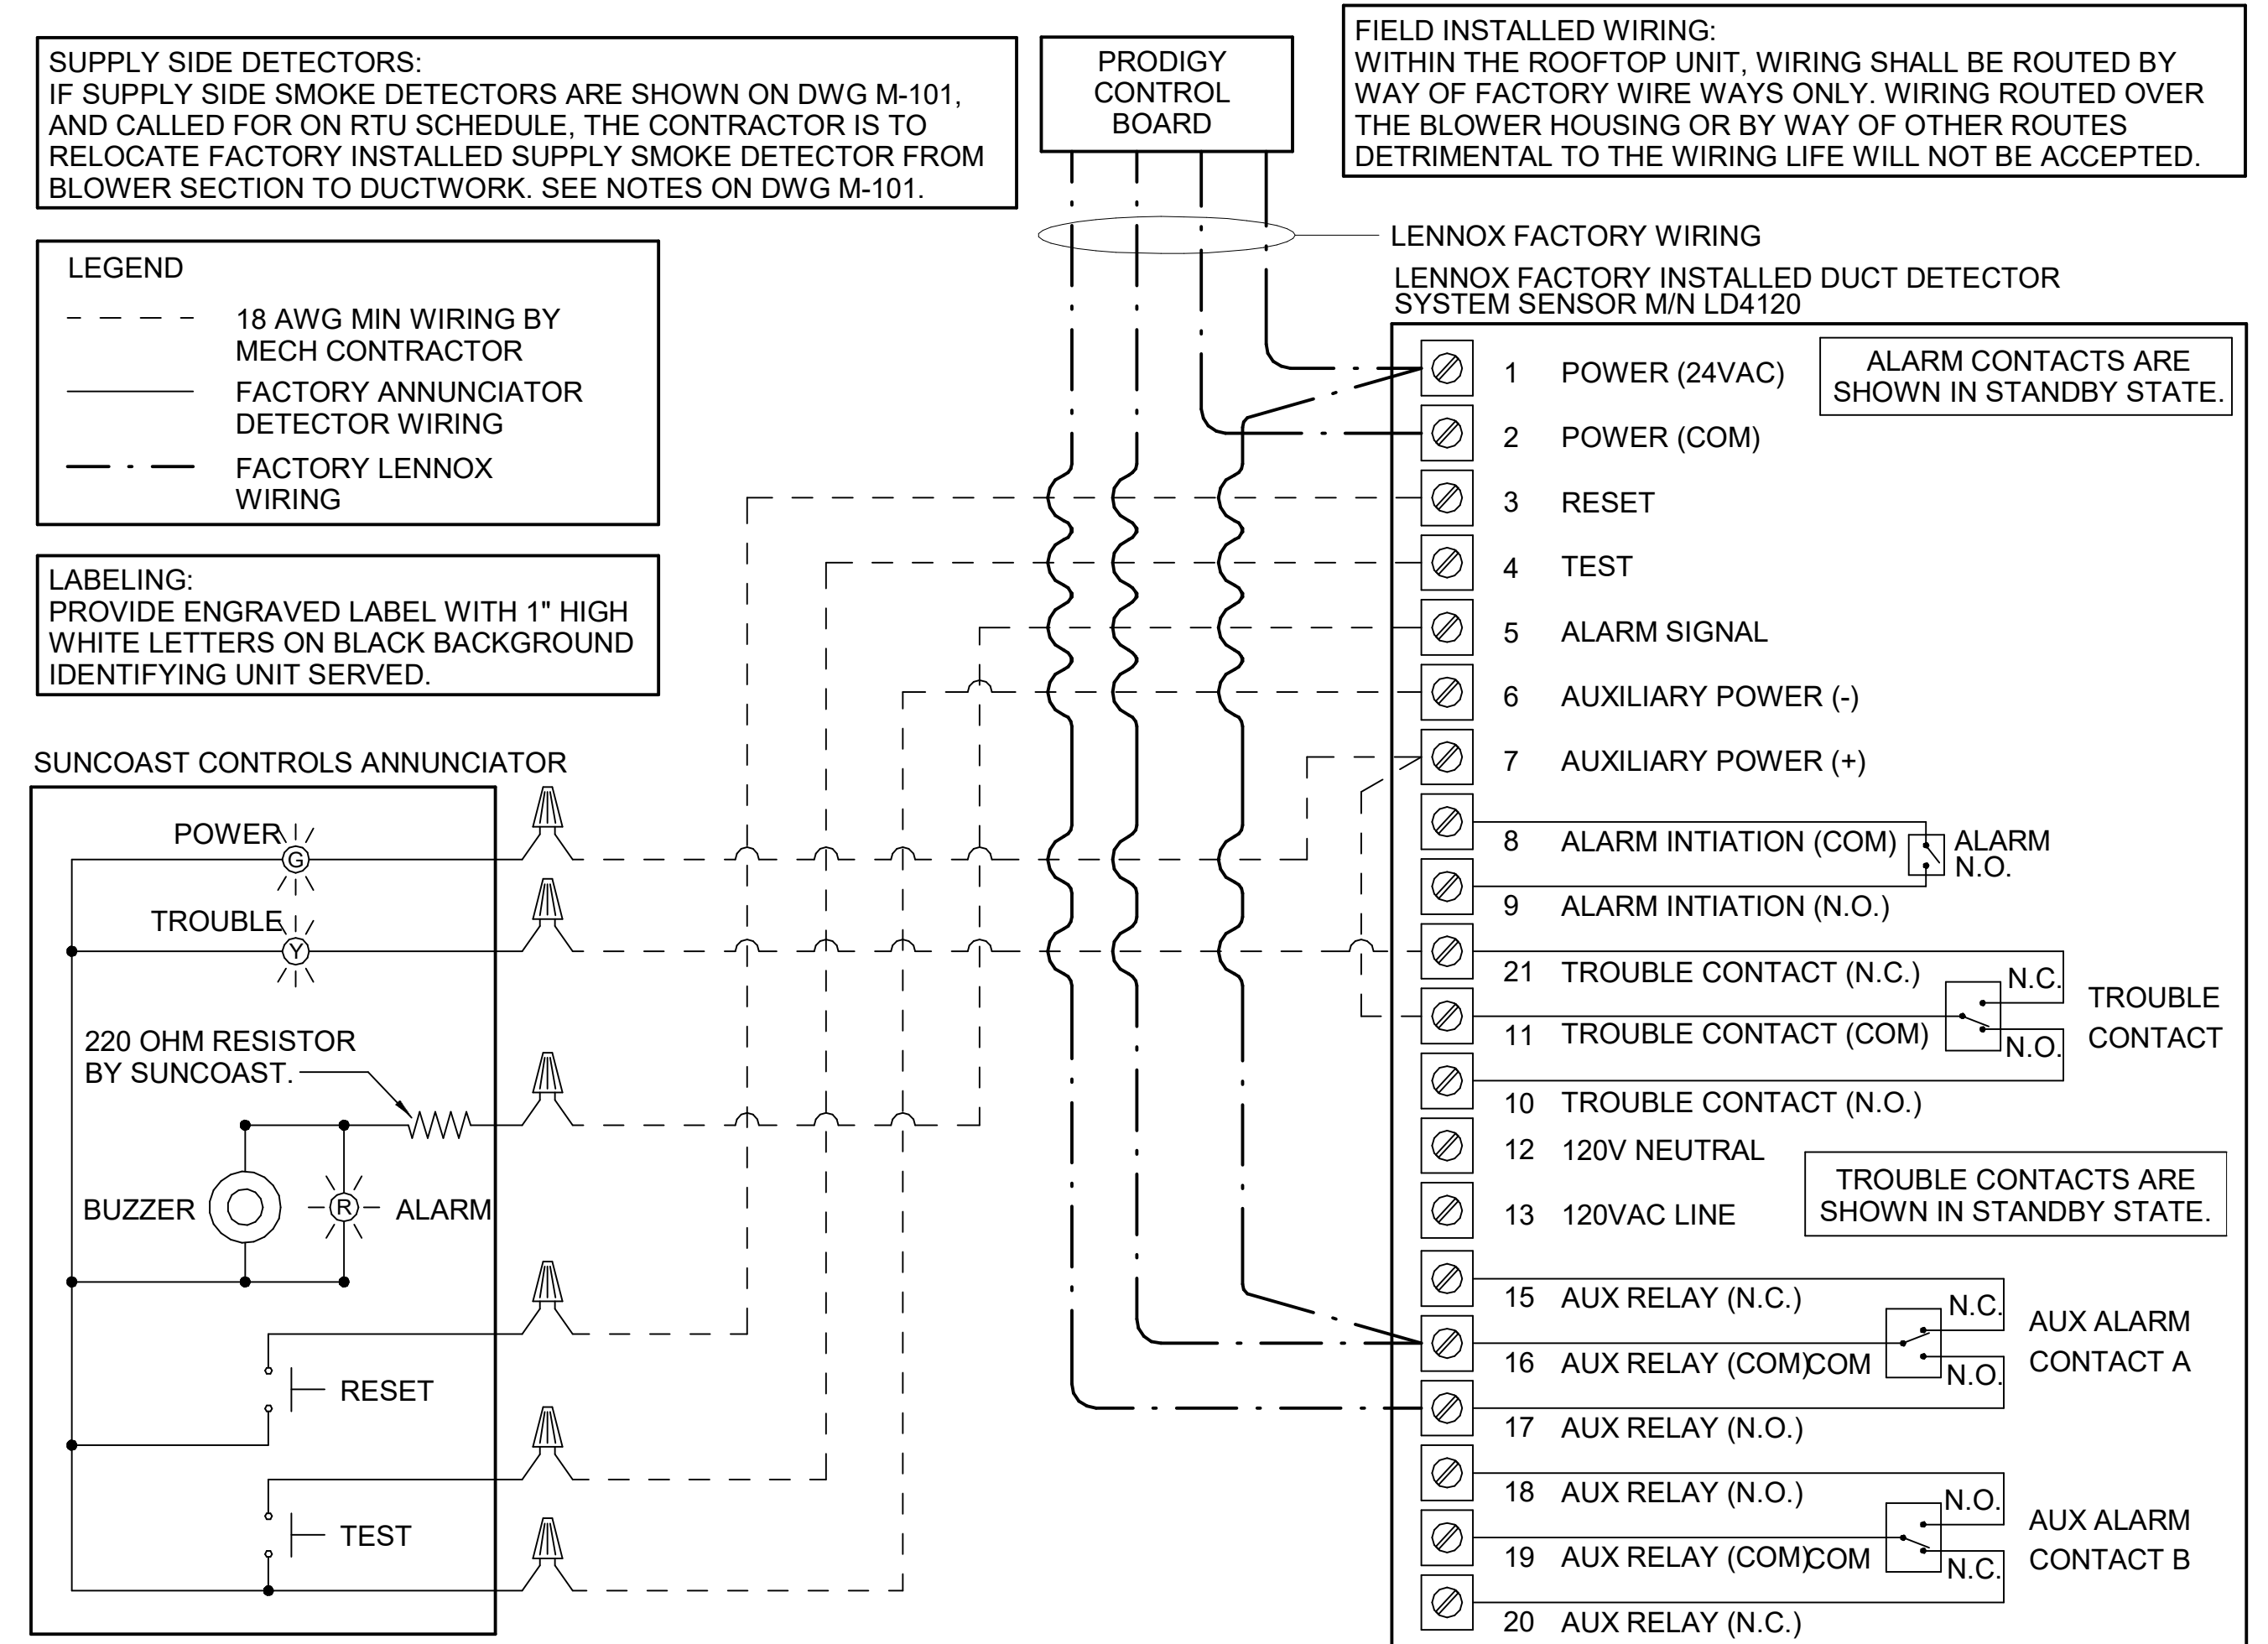 SUPPLY SIDE DETECTORS:
IF SUPPLY SIDE SMOKE DETECTORS ARE SHOWN ON DWG M-101,
AND CALLED FOR ON RTU SCHEDULE, THE CONTRACTOR IS TO
RELOCATE FACTORY INSTALLED SUPPLY SMOKE DETECTOR FROM
BLOWER SECTION TO DUCTWORK. SEE NOTES ON DWG M-101.
PRODIGY
CONTROL
BOARD
FIELD INSTALLED WIRING:
WITHIN THE ROOFTOP UNIT, WIRING SHALL BE ROUTED BY
WAY OF FACTORY WIRE WAYS ONLY. WIRING ROUTED OVER
THE BLOWER HOUSING OR BY WAY OF OTHER ROUTES
DETRIMENTAL TO THE WIRING LIFE WILL NOT BE ACCEPTED.
LEGEND
18 AWG MIN WIRING BY
MECH CONTRACTOR
FACTORY ANNUNCIATOR
DETECTOR WIRING
FACTORY LENNOX
WIRING
LABELING:
PROVIDE ENGRAVED LABEL WITH 1" HIGH
WHITE LETTERS ON BLACK BACKGROUND
IDENTIFYING UNIT SERVED.
SUNCOAST CONTROLS ANNUNCIATOR
POWER
G
TROUBLE
Y
220 OHM RESISTOR
BY SUNCOAST.
BUZZER
R
ALARM
RESET
TEST
LENNOX FACTORY WIRING
LENNOX FACTORY INSTALLED DUCT DETECTOR
SYSTEM SENSOR M/N LD4120
ALARM CONTACTS ARE
SHOWN IN STANDBY STATE.
1 POWER (24VAC)
2 POWER (COM)
3 RESET
4 TEST
5 ALARM SIGNAL
6 AUXILIARY POWER (-)
7 AUXILIARY POWER (+)
8 ALARM INTIATION (COM)
ALARM
N.O.
9 ALARM INTIATION (N.O.)
21 TROUBLE CONTACT (N.C.)
N.C.
TROUBLE
CONTACT
11 TROUBLE CONTACT (COM)
N.O.
10 TROUBLE CONTACT (N.O.)
12 120V NEUTRAL
13 120VAC LINE
TROUBLE CONTACTS ARE
SHOWN IN STANDBY STATE.
15 AUX RELAY (N.C.)
N.C.
AUX ALARM
CONTACT A
16 AUX RELAY (COM)
COM
N.O.
17 AUX RELAY (N.O.)
18 AUX RELAY (N.O.)
N.O.
AUX ALARM
CONTACT B
19 AUX RELAY (COM)
COM
N.C.
20 AUX RELAY (N.C.)